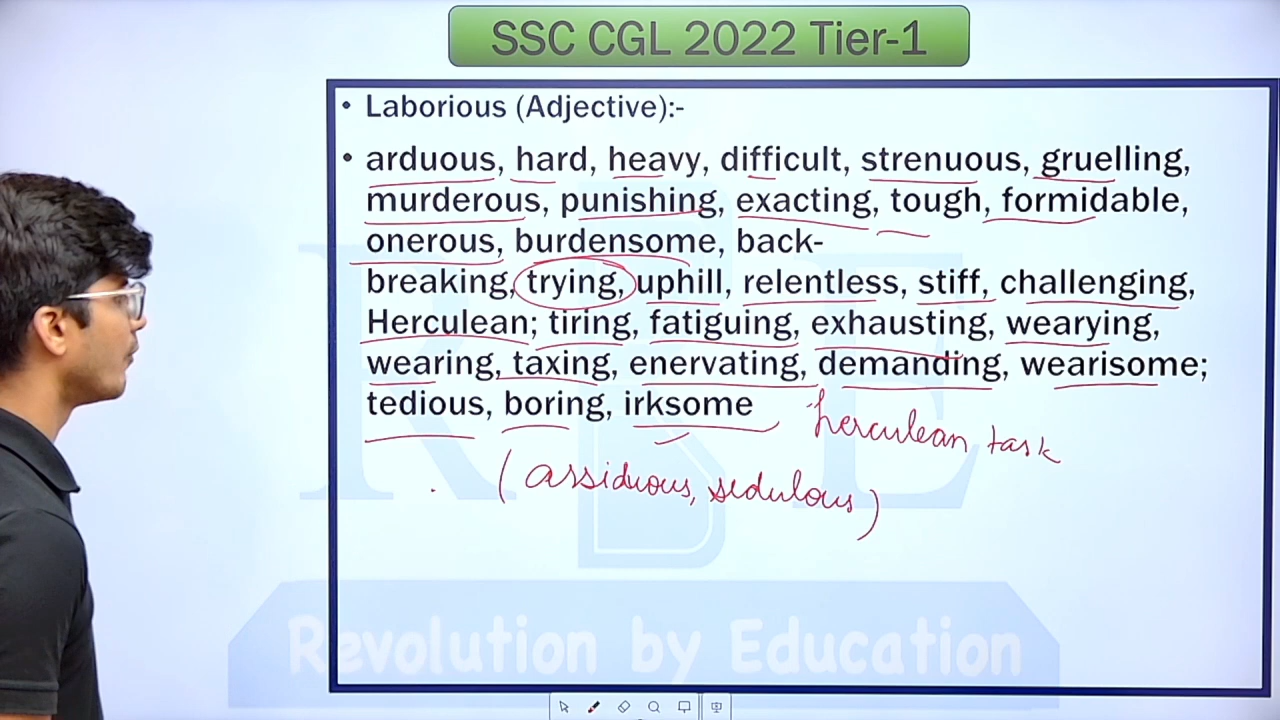 SSC CGL 2022 Tier-1
• Laborious (Adjective):-
• arduous, hard, heavy, difficult, strenuous, gruelling,
murderous, punishing, exacting, tough, formidable,
onerous, burdensome, back-
breaking, trying, uphill, relentless, stiff, challenging,
Herculean; tiring, fatiguing, exhausting, wearying,
wearing, taxing, enervating, demanding, wearisome;
tedious, boring, irksome
herculean task
(assiduous, sedulous)
RBE
Revolution by Education